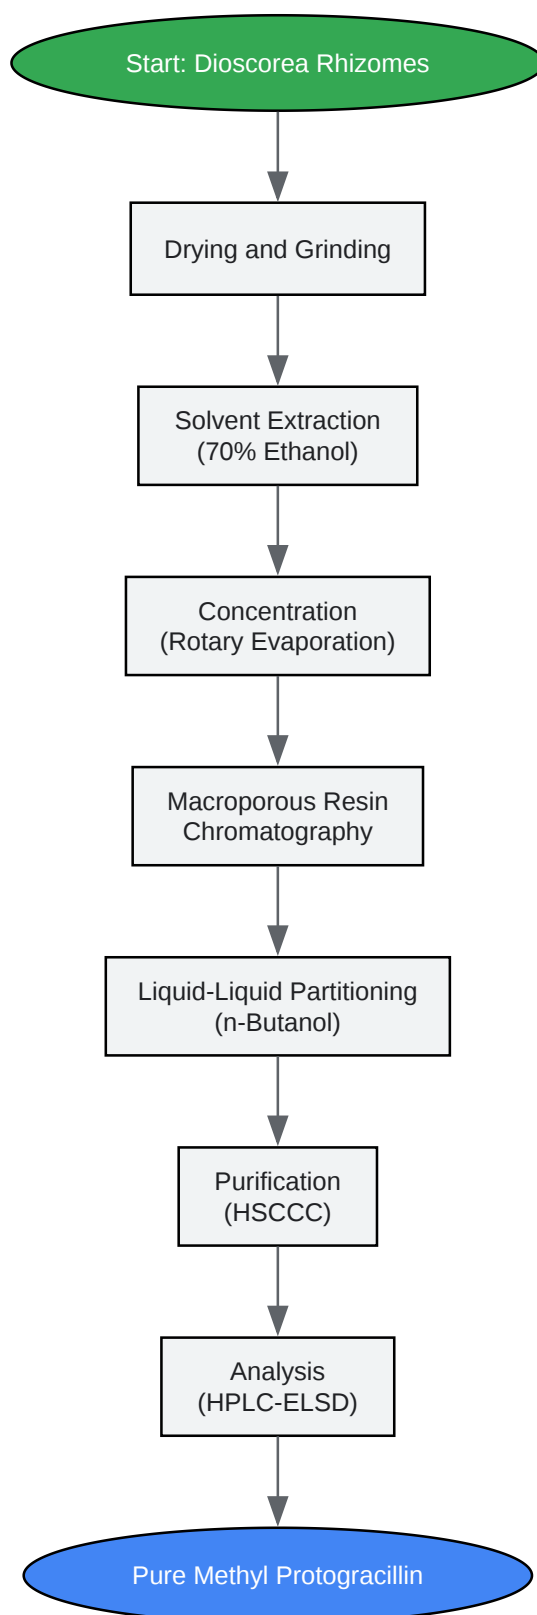 Start: Dioscorea Rhizomes
Drying and Grinding
Solvent Extraction
(70% Ethanol)
Concentration
(Rotary Evaporation)
Macroporous Resin
Chromatography
Liquid-Liquid Partitioning
(n-Butanol)
Purification
(HSCCC)
Analysis
(HPLC-ELSD)
Pure Methyl Protogracillin